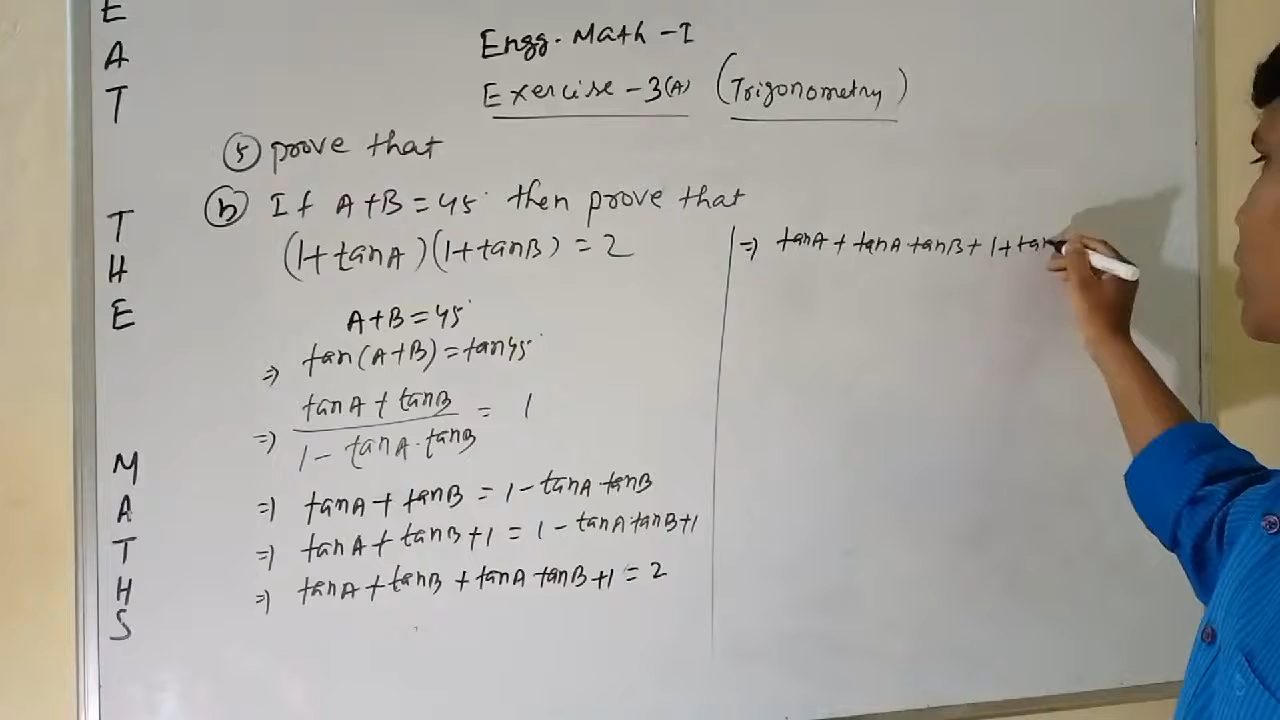 E
A
T
T
H
E
M
A
T
H
S
Engg. Math -I
Exercise -3(A) (Trigonometry)
⑤ prove that
ⓑ If A+B = 45° then prove that
(1+tanA)(1+tanB) = 2
A+B = 45°
⇒ tan(A+B) = tan45°
⇒ (tanA + tanB)/(1 - tanA·tanB) = 1
⇒ tanA + tanB = 1 - tanA·tanB
⇒ tanA + tanB +1 = 1 - tanA·tanB+1
⇒ tanA + tanB + tanA tanB+1 = 2
⇒ tanA + tanA tanB + 1+tan